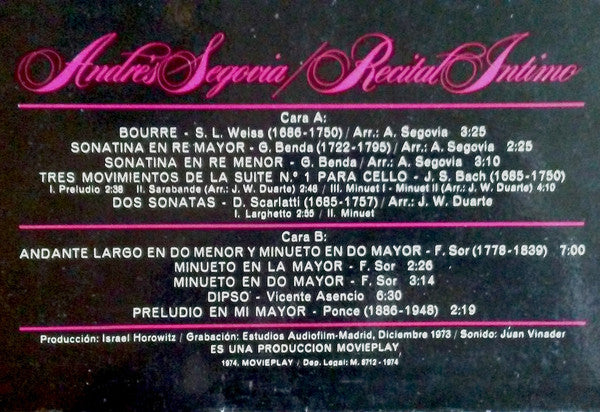 Andrés Segovia / Recital Intimo
Cara A:
BOURRE - S. L. Weiss (1686-1750) / Arr.: A. Segovia 3:25
SONATINA EN RE MAYOR - G. Benda (1722-1795) / Arr.: A. Segovia 2:25
SONATINA EN RE MENOR - G. Benda / Arr.: A. Segovia 3:10
TRES MOVIMIENTOS DE LA SUITE N.º 1 PARA CELLO - J. S. Bach (1685-1750)
I. Preludio 2:38 II. Sarabande (Arr.: J. W. Duarte) 2:46 / III. Minuet I - Minuet II (Arr.: J. W. Duarte) 4:10
DOS SONATAS - D. Scarlatti (1685-1757) / Arr.: J. W. Duarte
I. Larghetto 2:55 / II. Minuet
Cara B:
ANDANTE LARGO EN DO MENOR Y MINUETO EN DO MAYOR - F. Sor (1778-1839) 7:00
MINUETO EN LA MAYOR - F. Sor 2:26
MINUETO EN DO MAYOR - F. Sor 3:14
DIPSO - Vicente Asencio 6:30
PRELUDIO EN MI MAYOR - Ponce (1886-1948) 2:19
Producción: Israel Horowitz / Grabación: Estudios Audiofilm-Madrid, Diciembre 1973 / Sonido: Júan Vinader
ES UNA PRODUCCION MOVIEPLAY
1974, MOVIEPLAY / Dep. Legal: M. 8712 - 1974